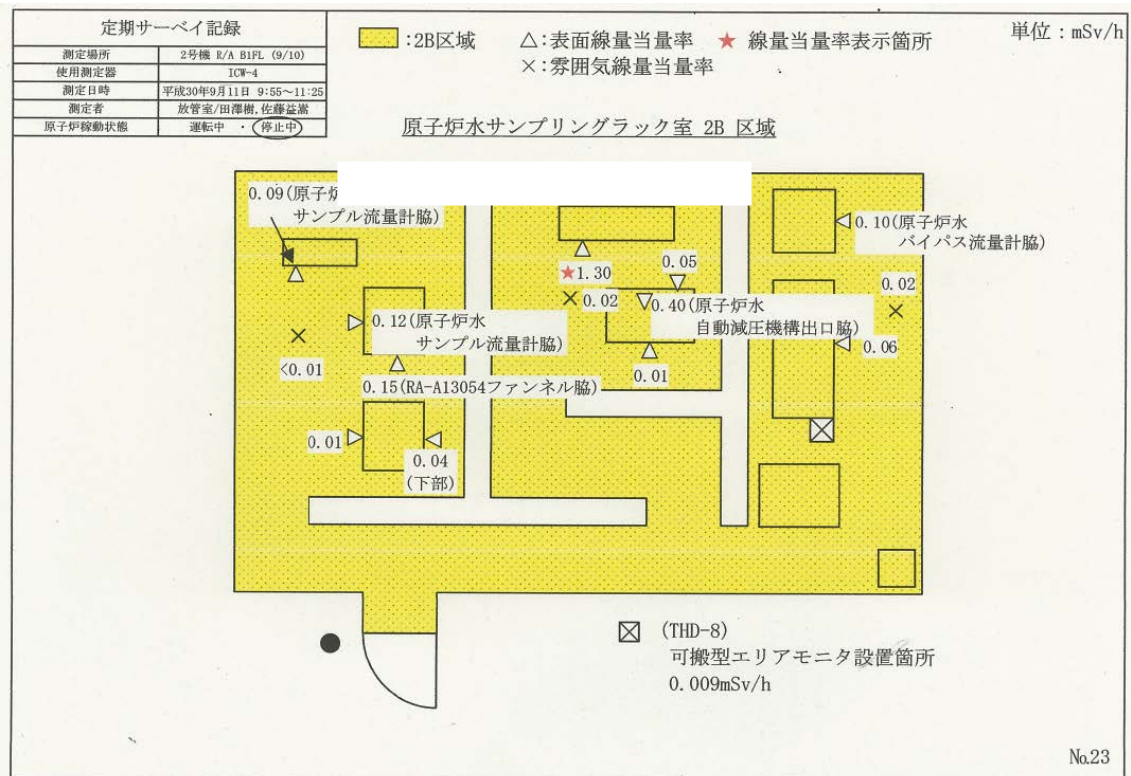 定期サーベイ記録
測定場所 2号機 R/A B1FL (9/10)
使用測定器 ICW-4
測定日時 平成30年9月11日 9:55~11:25
測定者 放管室/田澤樹,佐藤益嵩
原子炉稼動状態 運転中 ・ 停止中
:2B区域 △:表面線量当量率 ★ 線量当量率表示箇所
×:雰囲気線量当量率
単位：mSv/h
原子炉水サンプリングラック室 2B 区域
0.09(原子炉
サンプル流量計脇)
0.12(原子炉水
サンプル流量計脇)
<0.01
0.15(RA-A13054ファンネル脇)
0.01
0.04
(下部)
★1.30
0.02
0.05
0.40(原子炉水
自動減圧機構出口脇)
0.01
0.10(原子炉水
バイパス流量計脇)
0.02
0.06
(THD-8)
可搬型エリアモニタ設置箇所
0.009mSv/h
№23